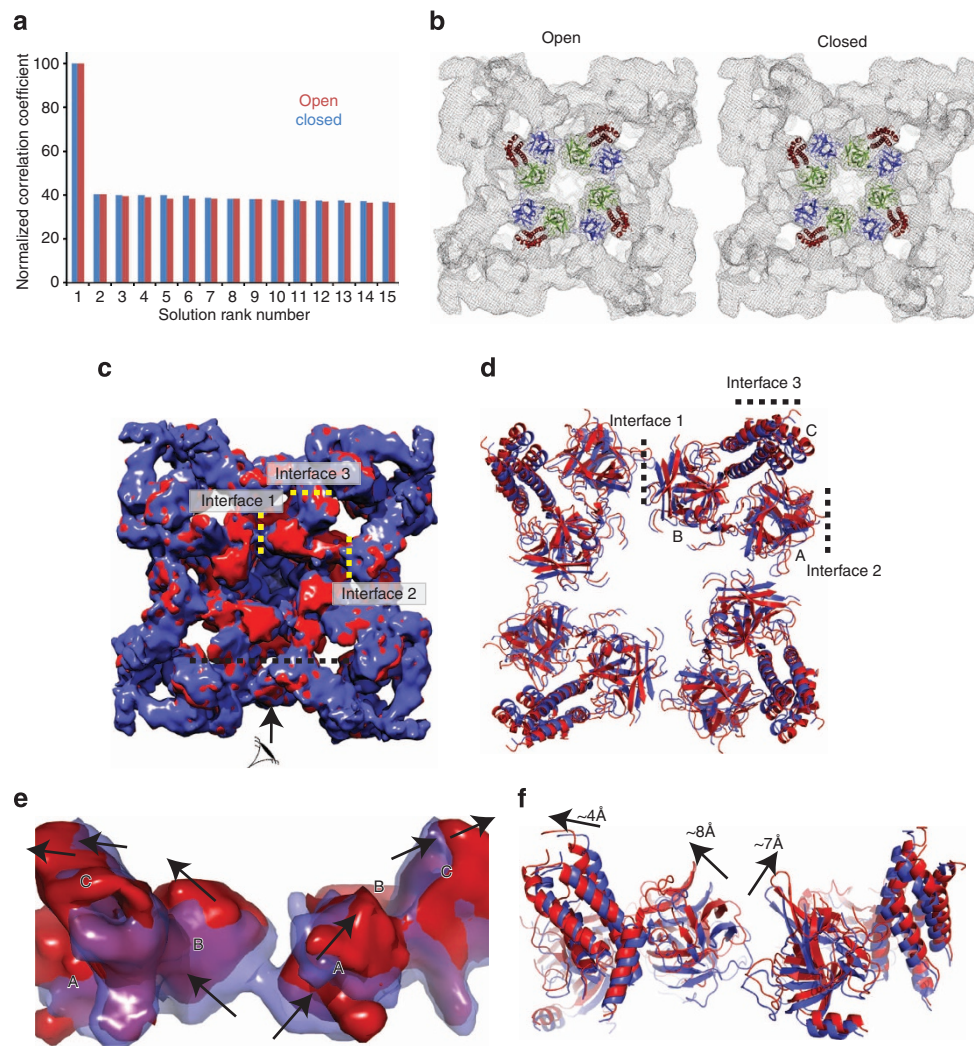 a
100
80
60
40
20
0
Normalized correlation coefficient
Open
closed
1 2 3 4 5 6 7 8 9 10 11 12 13 14 15
Solution rank number
b
Open
Closed
c
Interface 3
Interface 1
Interface 2
d
Interface 3
Interface 1
C
B
A
Interface 2
e
C
B
A
B
C
A
f
~4Å
~8Å
~7Å